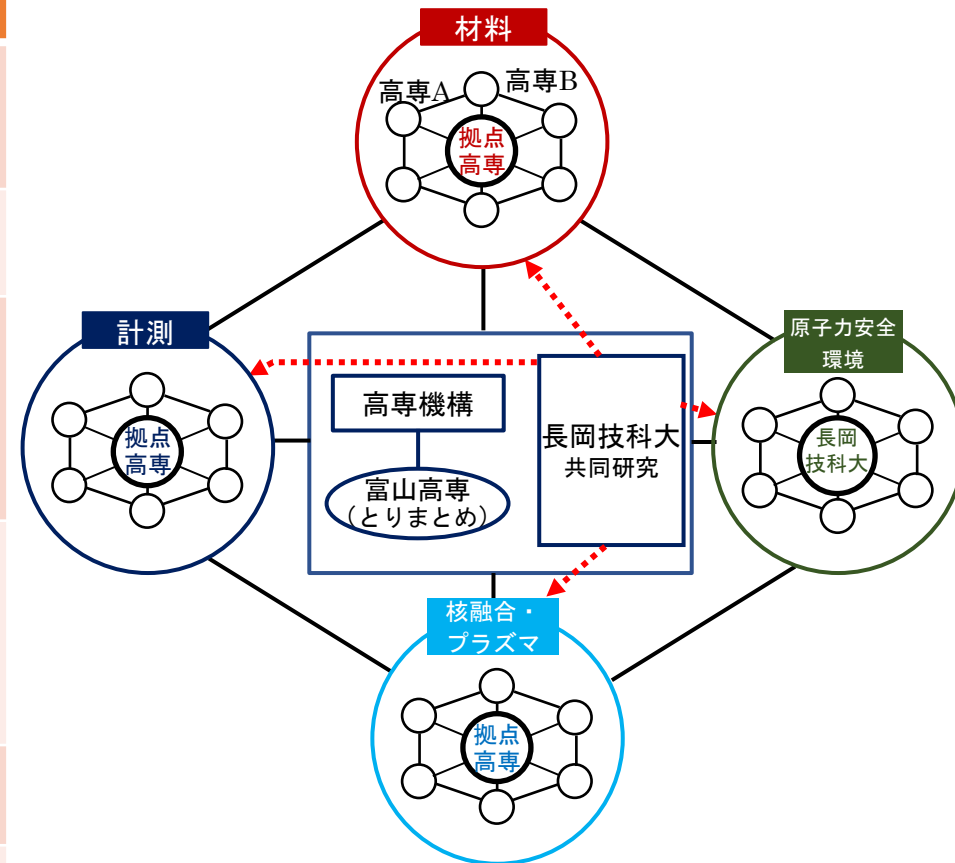 材料
高専A
高専B
拠点
高専
計測
拠点
高専
原子力安全
環境
長岡
技科大
高専機構
富山高専
(とりまとめ)
長岡技科大
共同研究
核融合・
プラズマ
拠点
高専